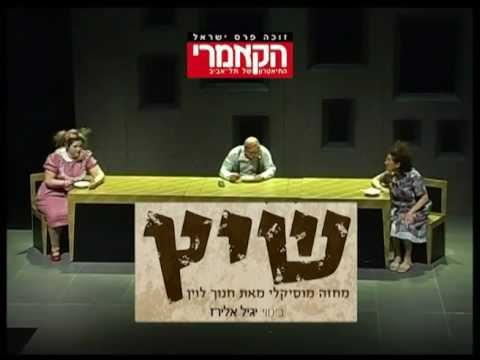 זוכה פרס ישראל
הקאמרי
התיאטרון של תל-אביב
שיץ
מחזה מוסיקלי מאת חנוך לוין
בימוי יגיל אלירז